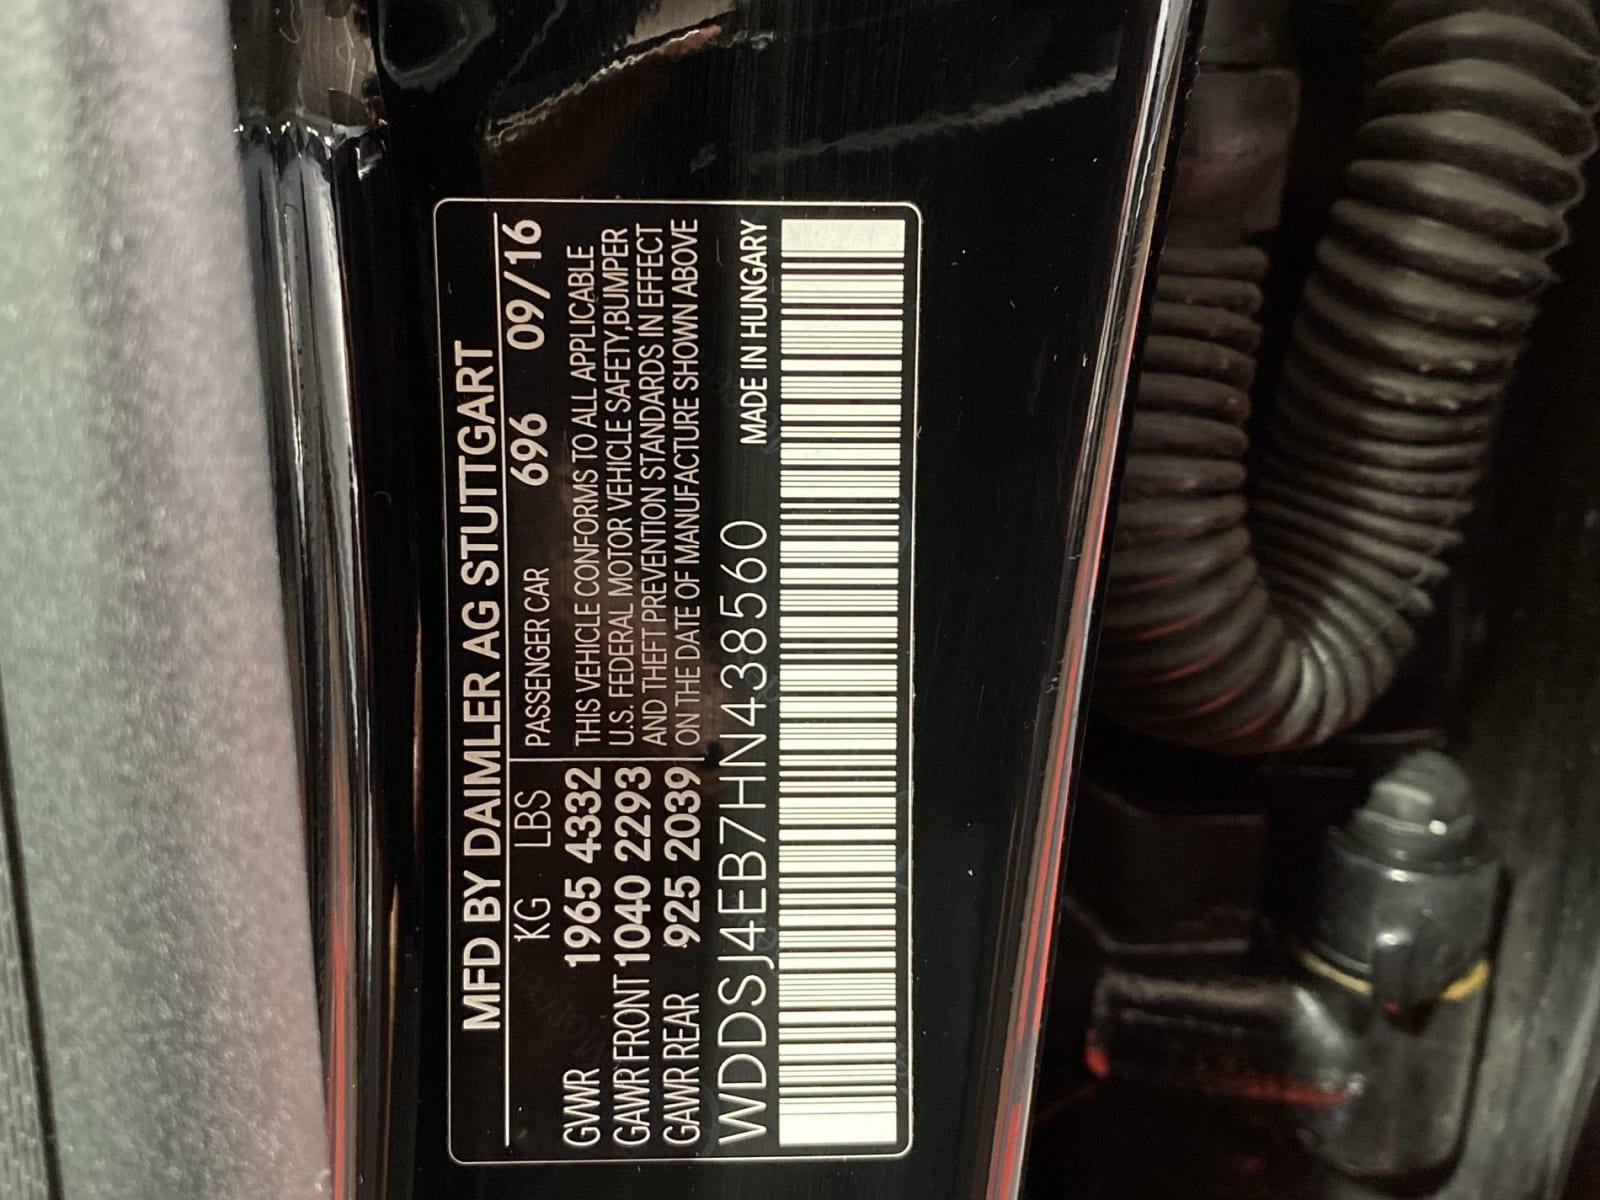 MFD BY DAIMLER AG STUTTGART
KG LBS PASSENGER CAR 696 09/16
GVWR 1965 4332 THIS VEHICLE CONFORMS TO ALL APPLICABLE
GAWR FRONT 1040 2293 U.S. FEDERAL MOTOR VEHICLE SAFETY,BUMPER
GAWR REAR 925 2039 AND THEFT PREVENTION STANDARDS IN EFFECT
ON THE DATE OF MANUFACTURE SHOWN ABOVE
WDDSJ4EB7HN438560 MADE IN HUNGARY